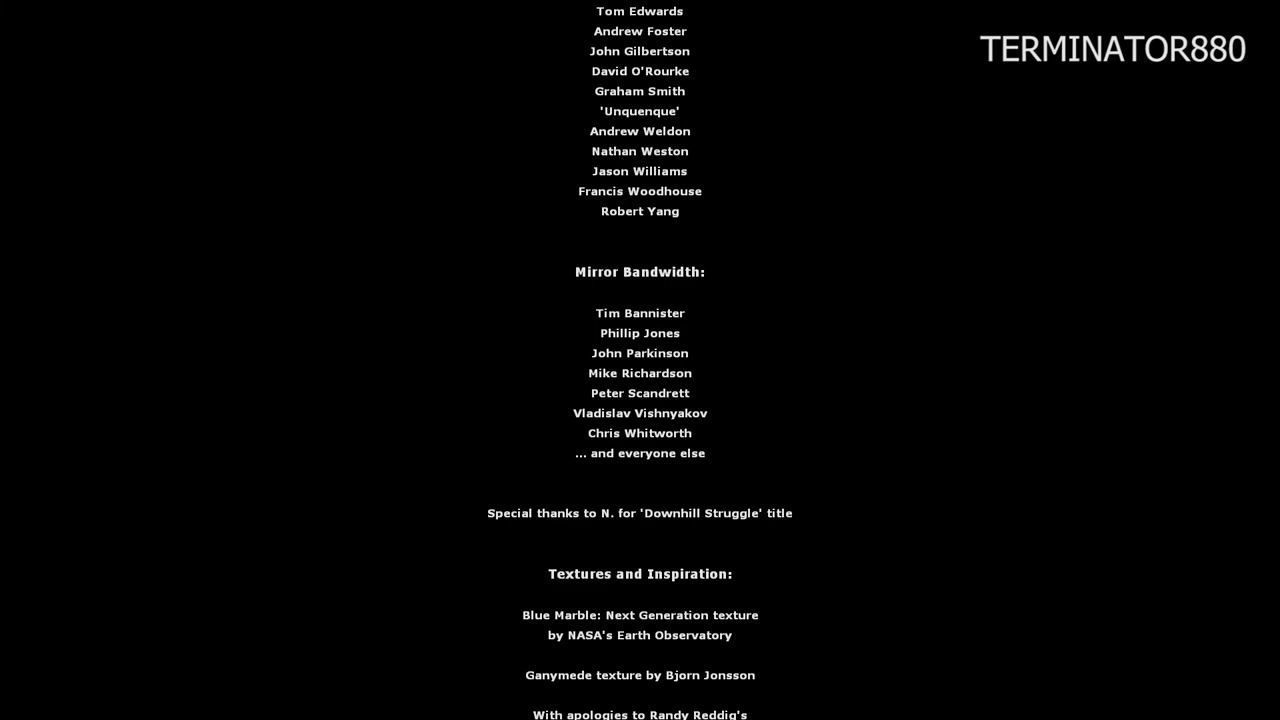 Tom Edwards
TERMINATOR880
Andrew Foster
John Gilbertson
David O'Rourke
Graham Smith
'Unquenque'
Andrew Weldon
Nathan Weston
Jason Williams
Francis Woodhouse
Robert Yang
Mirror Bandwidth:
Tim Bannister
Phillip Jones
John Parkinson
Mike Richardson
Peter Scandrett
Vladislav Vishnyakov
Chris Whitworth
... and everyone else
Special thanks to N. for 'Downhill Struggle' title
Textures and Inspiration:
Blue Marble: Next Generation texture
by NASA's Earth Observatory
Ganymede texture by Bjorn Jonsson
With apologies to Randy Reddig's